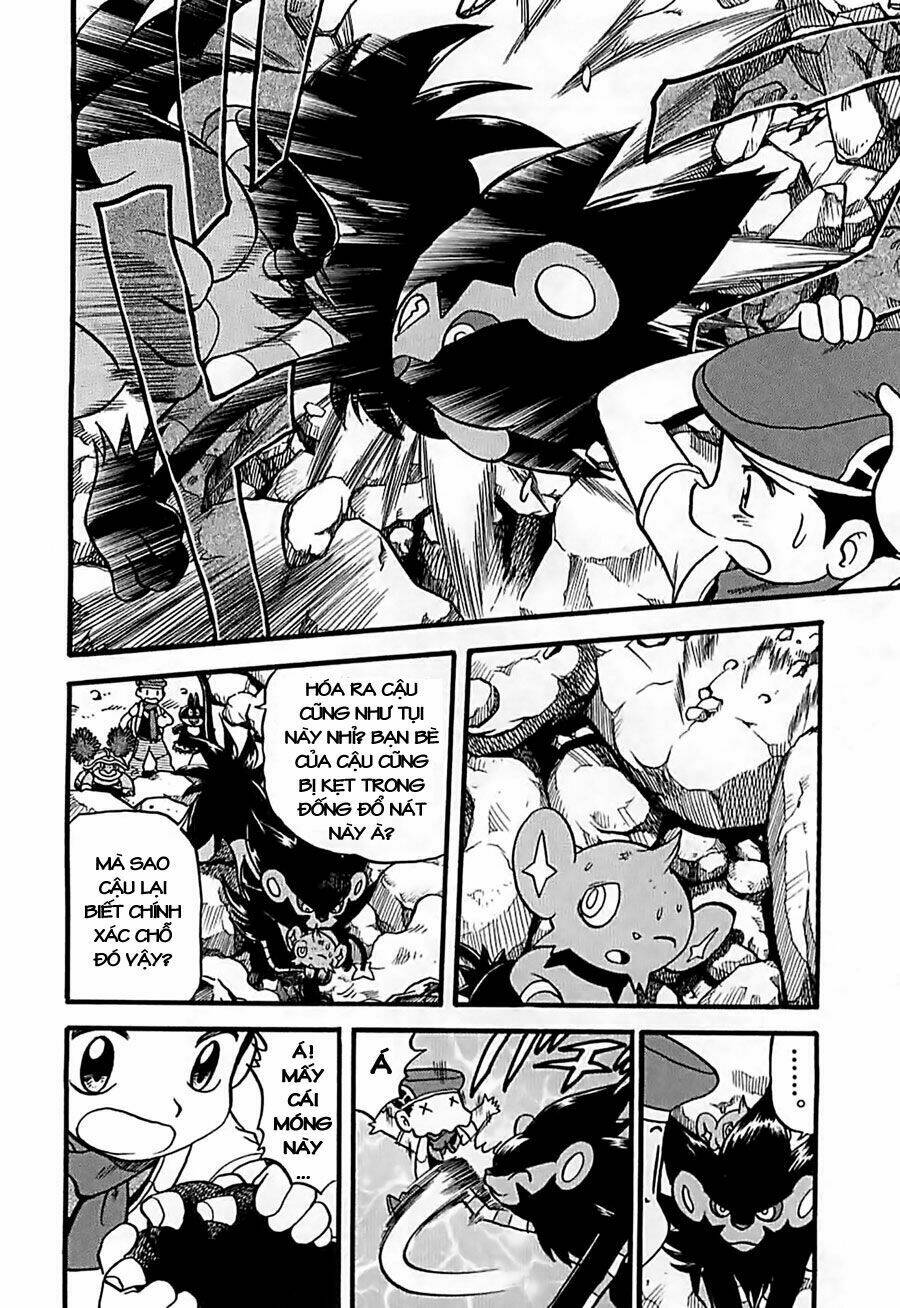 HÓA RA CẬU
CŨNG NHƯ TỤI
NÀY NHỈ? BẠN BÈ
CỦA CẬU CŨNG
BỊ KẸT TRONG
ĐỐNG ĐỔ NÁT
NÀY À?
MÀ SAO
CẬU LẠI
BIẾT CHÍNH
XÁC CHỖ
ĐÓ VẬY?
......。
Á
Á!
MẤY
CÁI
MÓNG
NÀY
...